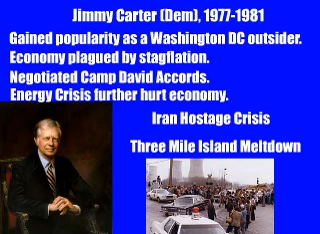 Jimmy Carter (Dem), 1977-1981
Gained popularity as a Washington DC outsider.
Economy plagued by stagflation.
Negotiated Camp David Accords.
Energy Crisis further hurt economy.
Iran Hostage Crisis
Three Mile Island Meltdown